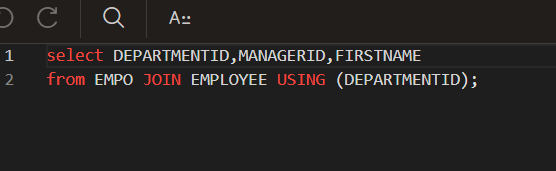 A::
1 select DEPARTMENTID,MANAGERID,FIRSTNAME
2 from EMPO JOIN EMPLOYEE USING (DEPARTMENTID);